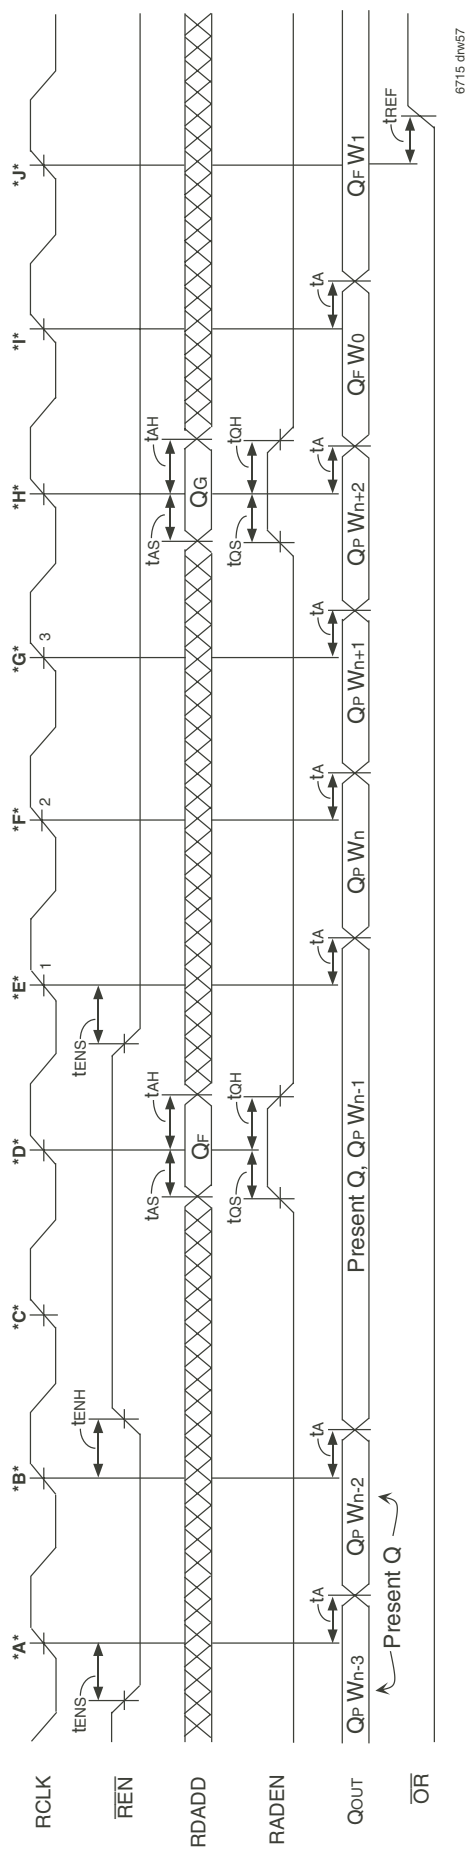 *A* *B* *C* *D* *E* *F* *G* *H* *I* *J*
1 2 3
RCLK
tENS tENH tENS
REN
tAS tAH tAS tAH
RDADD QF QG
tQS tQH tQS tQH
RADEN
tA tA tA tA tA tA tA tA
QOUT QP Wn-3 QP Wn-2 Present Q, QP Wn-1 QP Wn QP Wn+1 QP Wn+2 QF W0 QF W1
Present Q
tREF
OR
6715 drw57